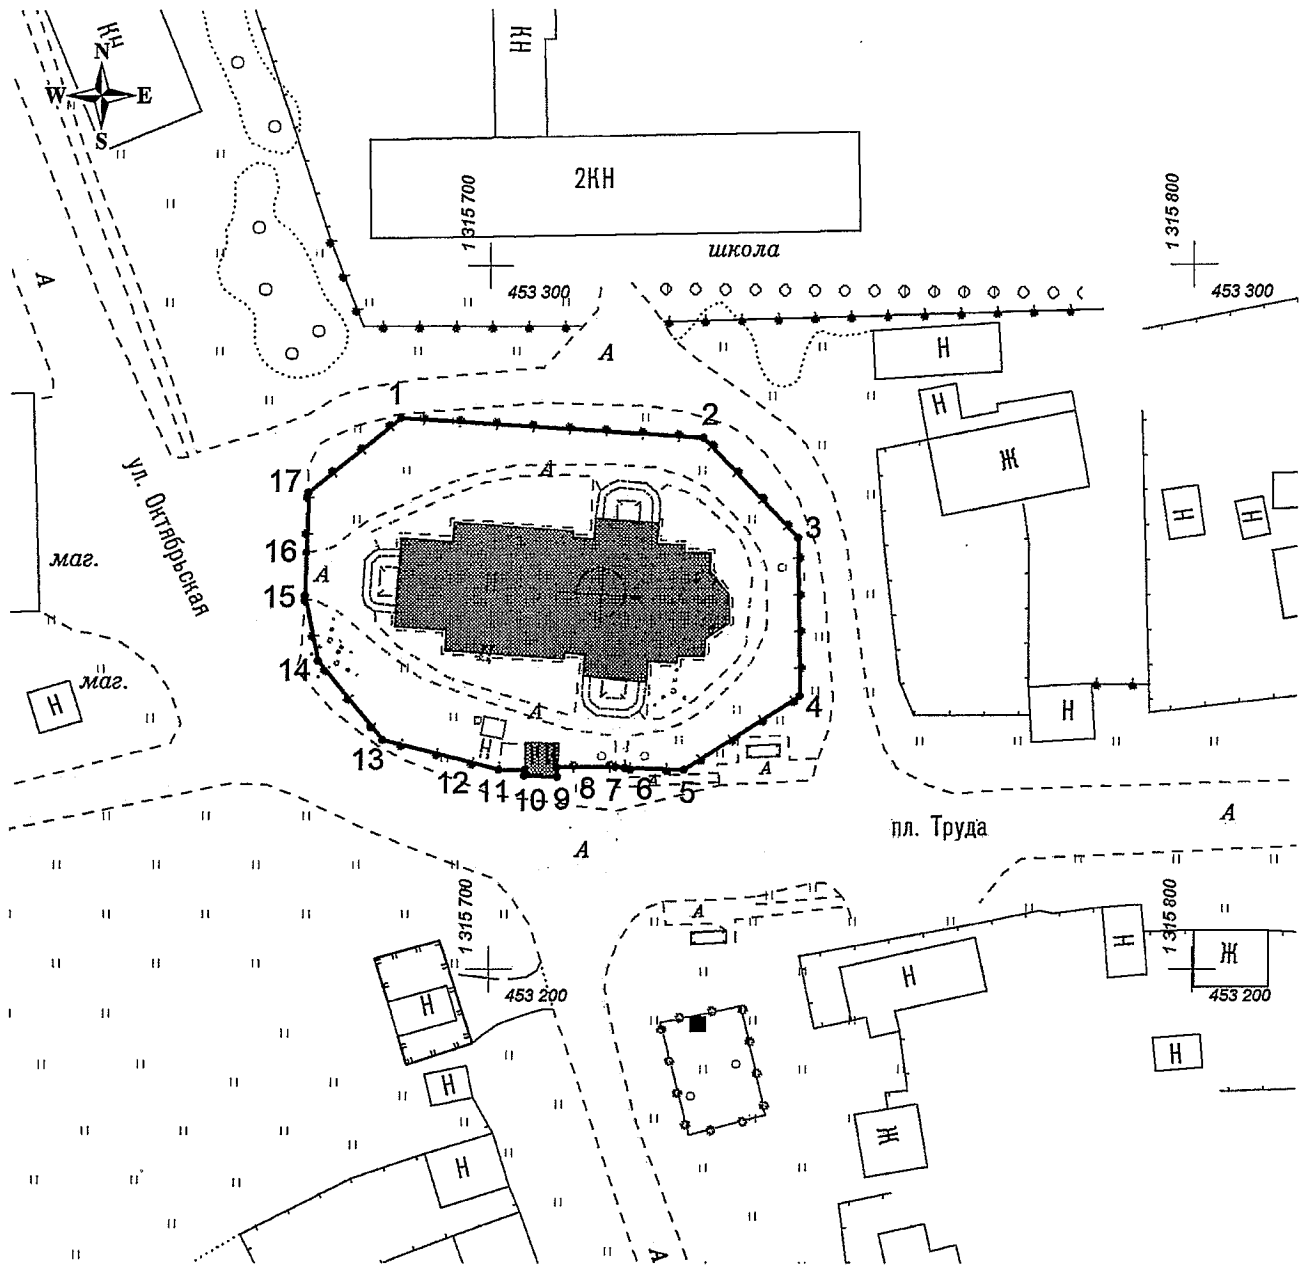 КН
N
W E
S
КН
2КН
школа
1 315 700
453 300
1 315 800
453 300
А
А
Н
Н
Ж
Н
Н
1
2
А
17
3
16
маг.
А
15
ул. Октябрьская
14
маг.
Н
4
Н
А
Н
13
12
11
10
9
8
7
6
5
А
А
пл. Труда
А
А
1 315 700
453 200
А
1 315 800
453 200
Н
Н
Ж
Н
Н
Н
Н
Ж
А